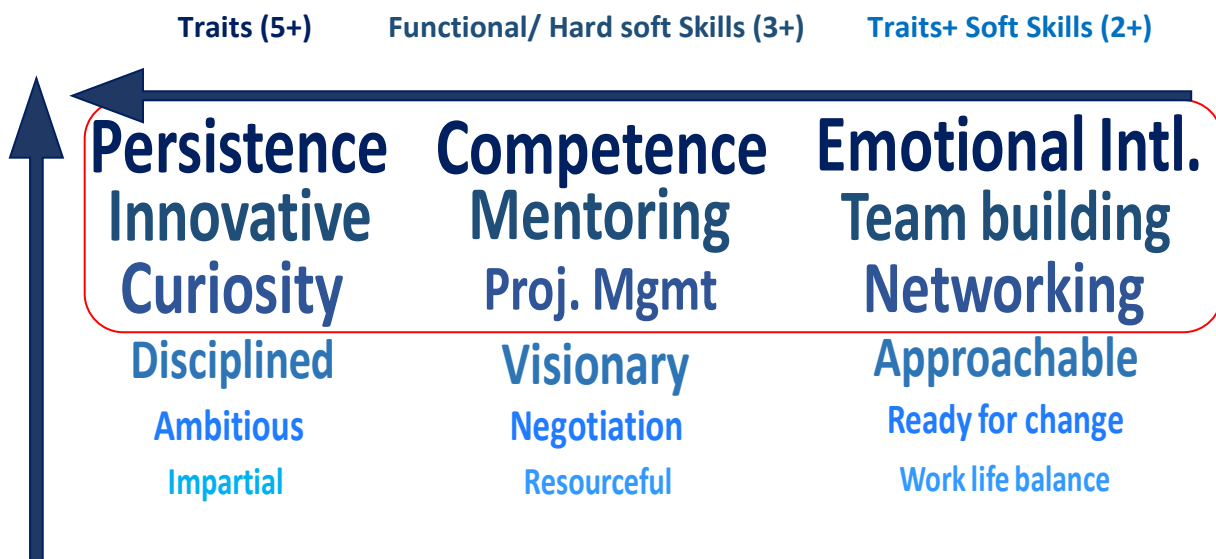 Traits (5+) Functional/ Hard soft Skills (3+) Traits+ Soft Skills (2+)
Persistence Competence Emotional Intl.
Innovative Mentoring Team building
Curiosity Proj. Mgmt Networking
Disciplined Visionary Approachable
Ambitious Negotiation Ready for change
Impartial Resourceful Work life balance